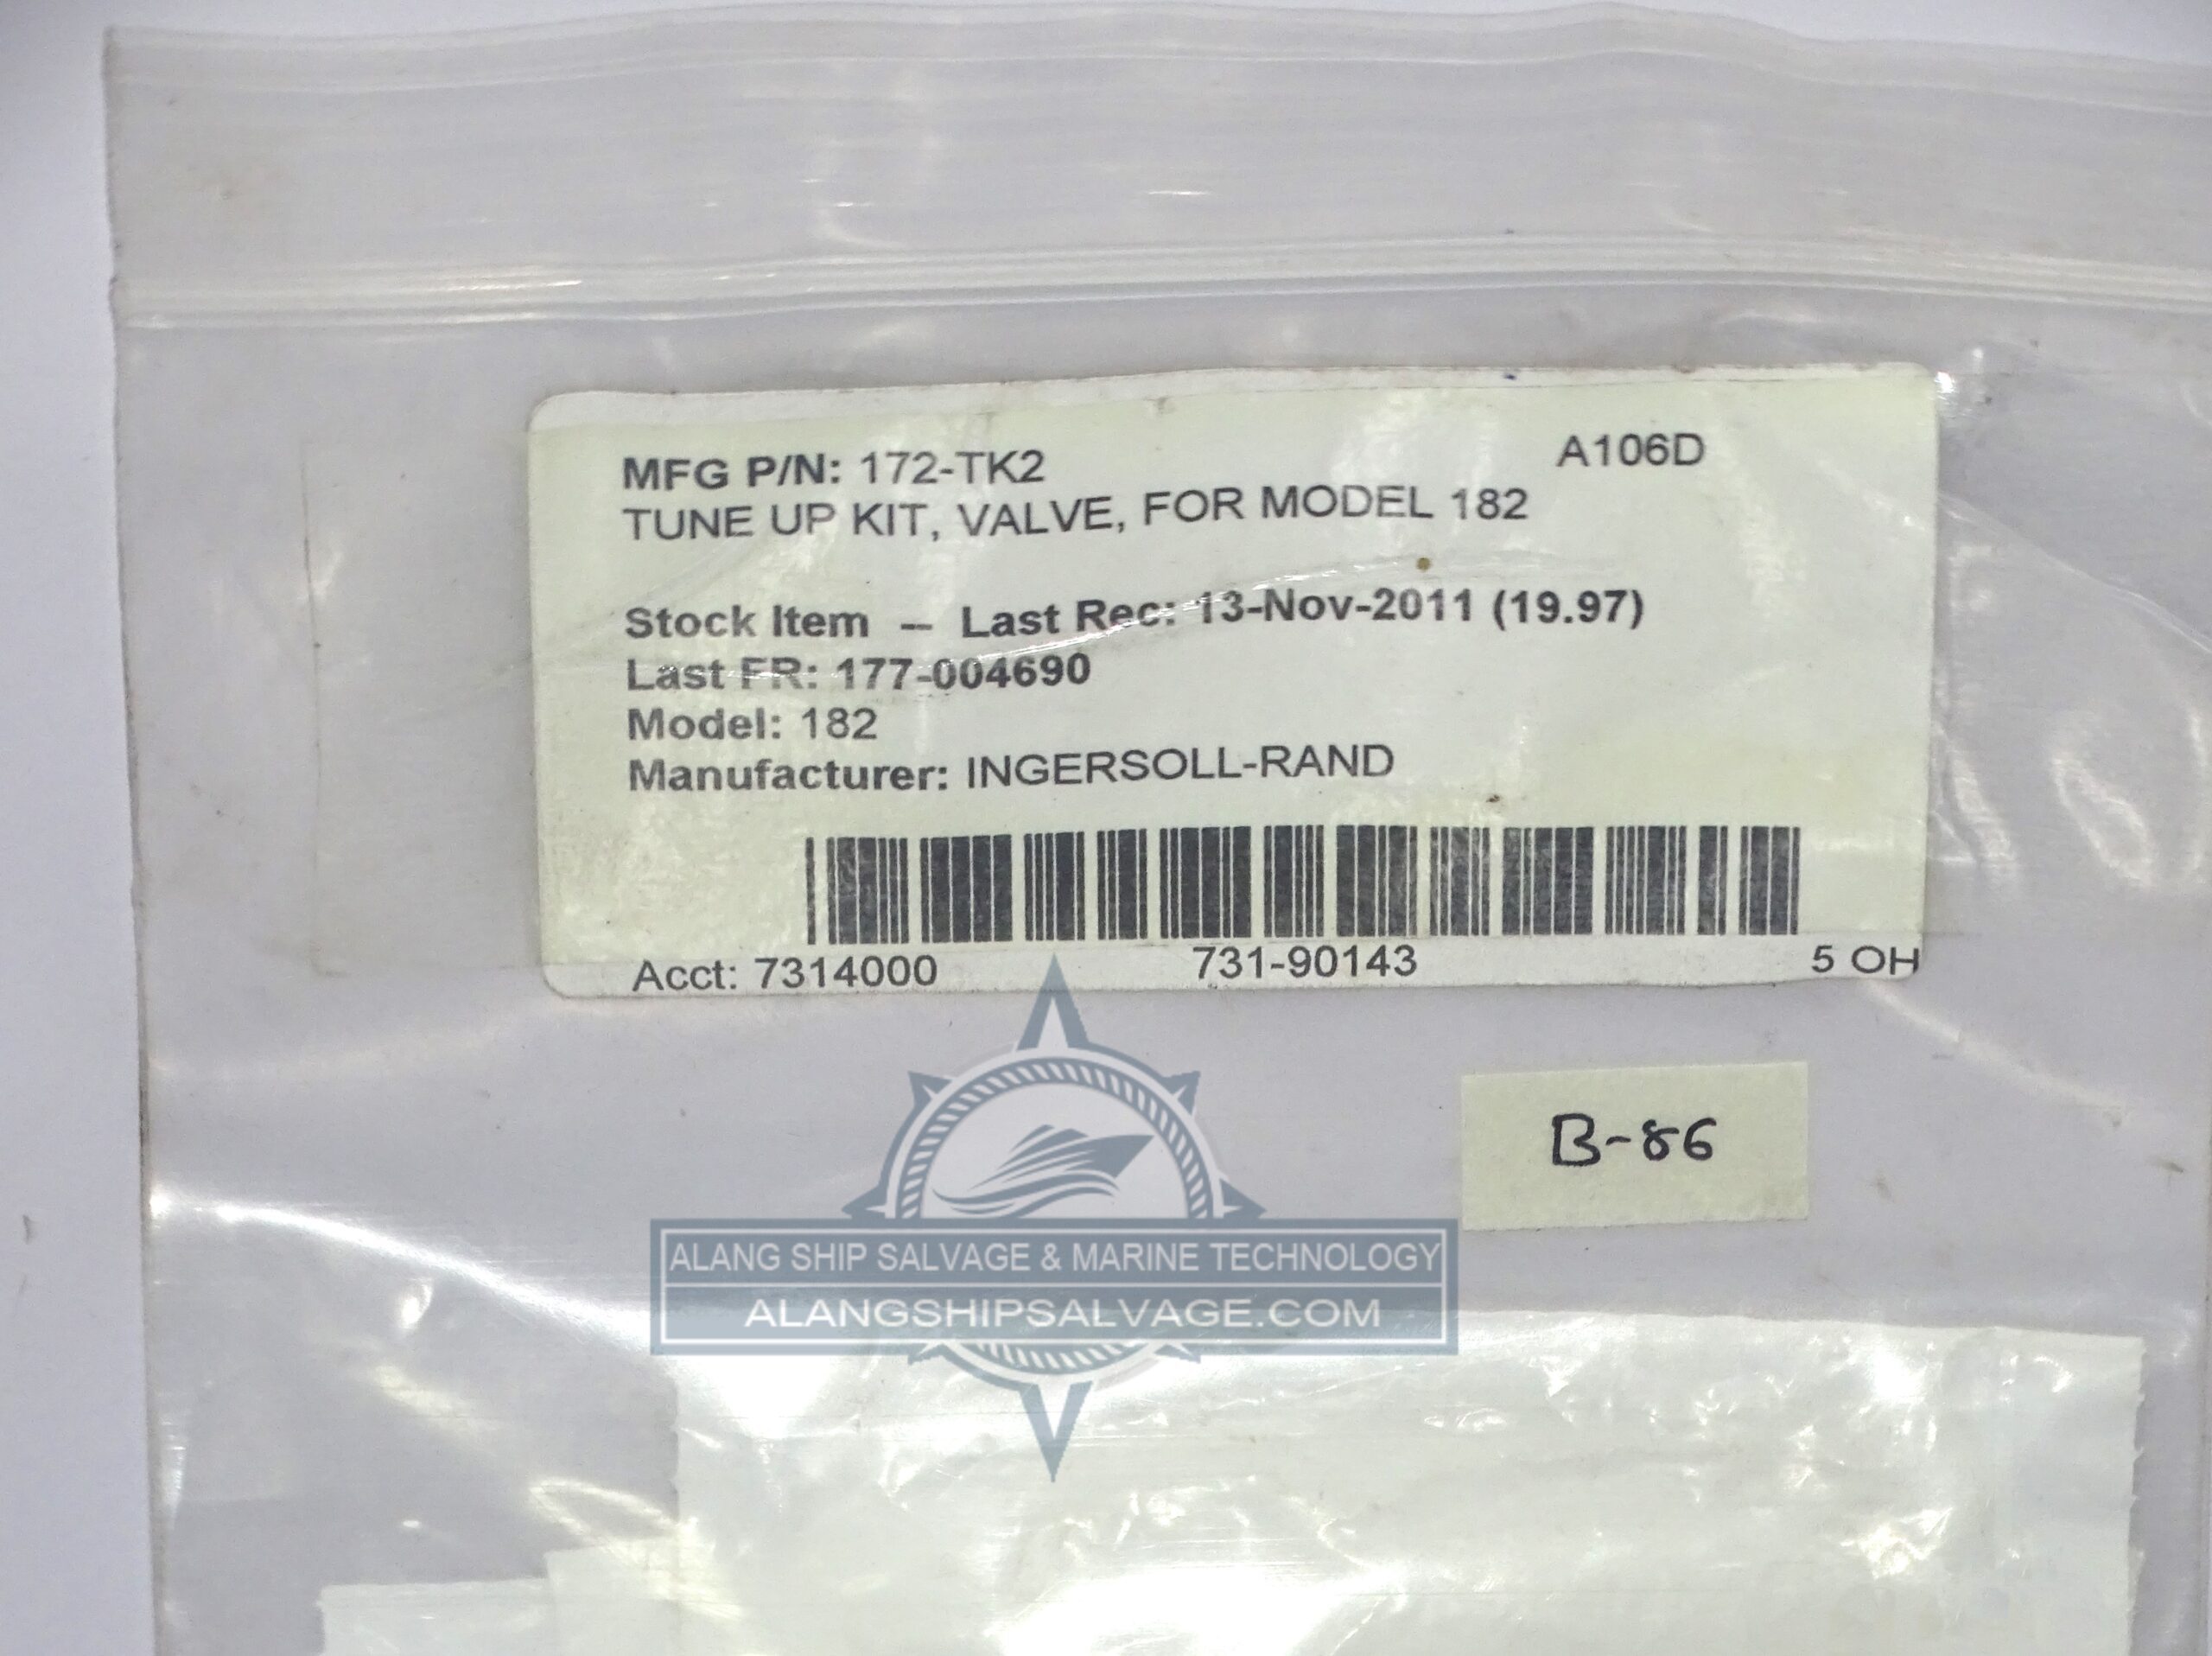 MFG P/N: 172-TK2 A106D
TUNE UP KIT, VALVE, FOR MODEL 182
Stock Item -- Last Rec: 13-Nov-2011 (19.97)
Last FR: 177-004690
Model: 182
Manufacturer: INGERSOLL-RAND
Acct: 7314000 731-90143 5 OH
B-86
ALANG SHIP SALVAGE & MARINE TECHNOLOGY
ALANGSHIPSALVAGE.COM